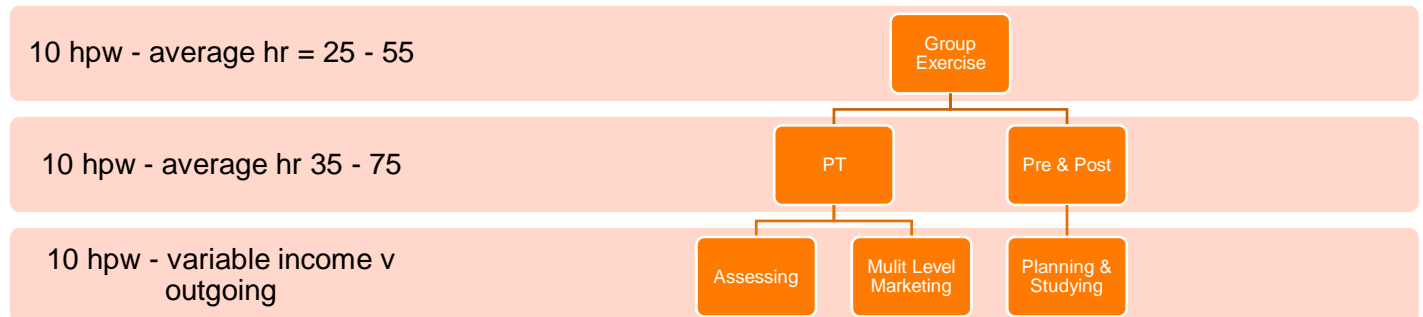 10 hpw - average hr = 25 - 55
Group
Exercise
10 hpw - average hr 35 - 75
PT
Pre & Post
10 hpw - variable income v
outgoing
Assessing
Mulit Level
Marketing
Planning &
Studying